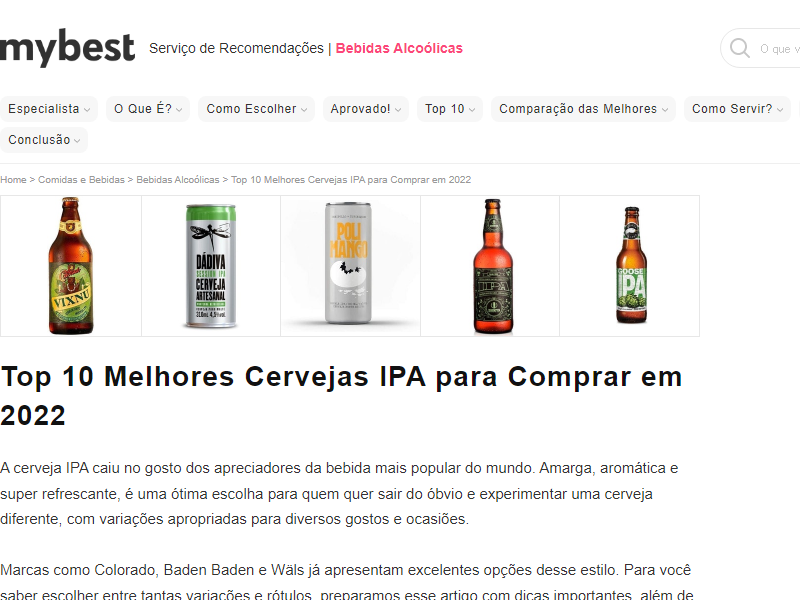 mybest Serviço de Recomendações | Bebidas Alcoólicas
O que v
Especialista O Que É? Como Escolher Aprovado! Top 10 Comparação das Melhores Como Servir?
Conclusão
Home > Comidas e Bebidas > Bebidas Alcoólicas > Top 10 Melhores Cervejas IPA para Comprar em 2022
VIXNÚ
DÁDIVA
SESSION IPA
CERVEJA
ARTESANAL
POLI
MANGO
IPA
GOOSE
IPA
Top 10 Melhores Cervejas IPA para Comprar em
2022
A cerveja IPA caiu no gosto dos apreciadores da bebida mais popular do mundo. Amarga, aromática e
super refrescante, é uma ótima escolha para quem quer sair do óbvio e experimentar uma cerveja
diferente, com variações apropriadas para diversos gostos e ocasiões.
Marcas como Colorado, Baden Baden e Wäls já apresentam excelentes opções desse estilo. Para você
saber escolher entre tantas variações e rótulos, preparamos esse artigo com dicas importantes, além de